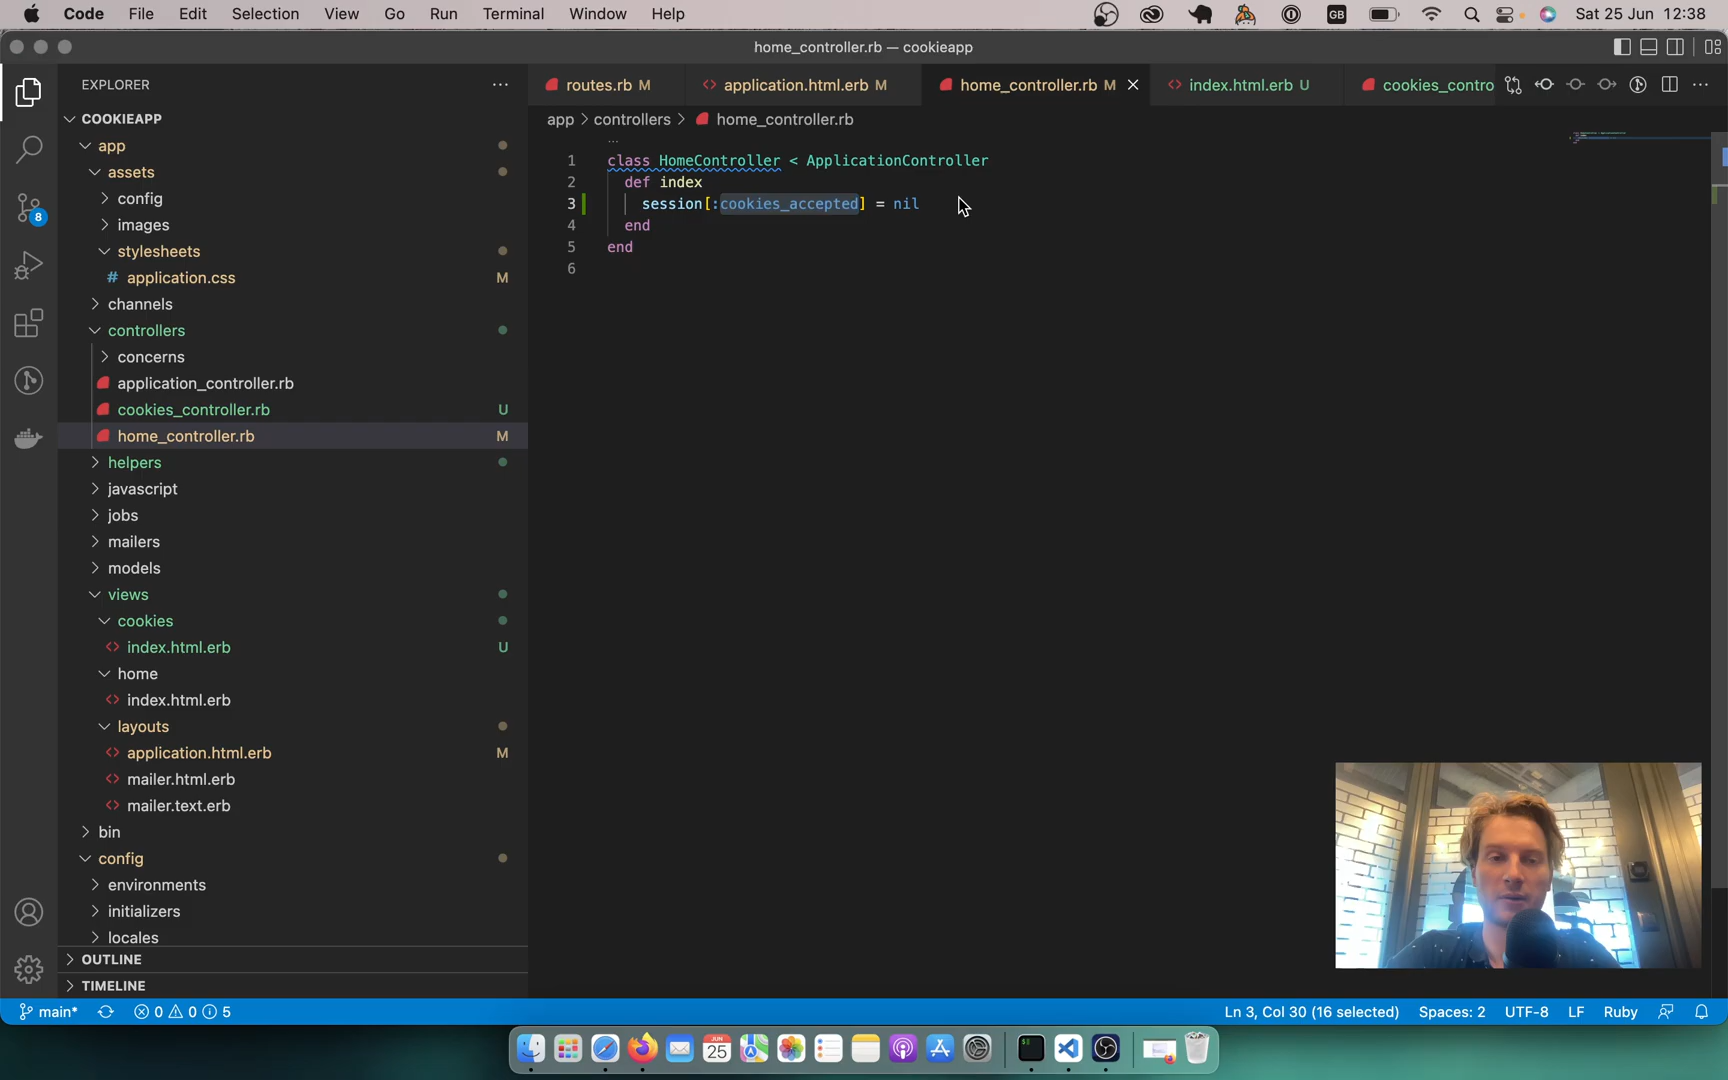 Code File Edit Selection View Go Run Terminal Window Help GB Sat 25 Jun 12:38
home_controller.rb — cookieapp
EXPLORER ···
routes.rb M application.html.erb M home_controller.rb M index.html.erb U cookies_contro ···
COOKIEAPP
app > controllers > home_controller.rb
app
assets
config
images
stylesheets
# application.css M
channels
controllers
concerns
application_controller.rb
cookies_controller.rb U
home_controller.rb M
helpers
javascript
jobs
mailers
models
views
cookies
index.html.erb U
home
index.html.erb
layouts
application.html.erb M
mailer.html.erb
mailer.text.erb
bin
config
environments
initializers
locales
OUTLINE
TIMELINE
8
1 class HomeController < ApplicationController
2 def index
3 session[:cookies_accepted] = nil
4 end
5 end
6
main* 0 0 5 Ln 3, Col 30 (16 selected) Spaces: 2 UTF-8 LF Ruby
JUN
25